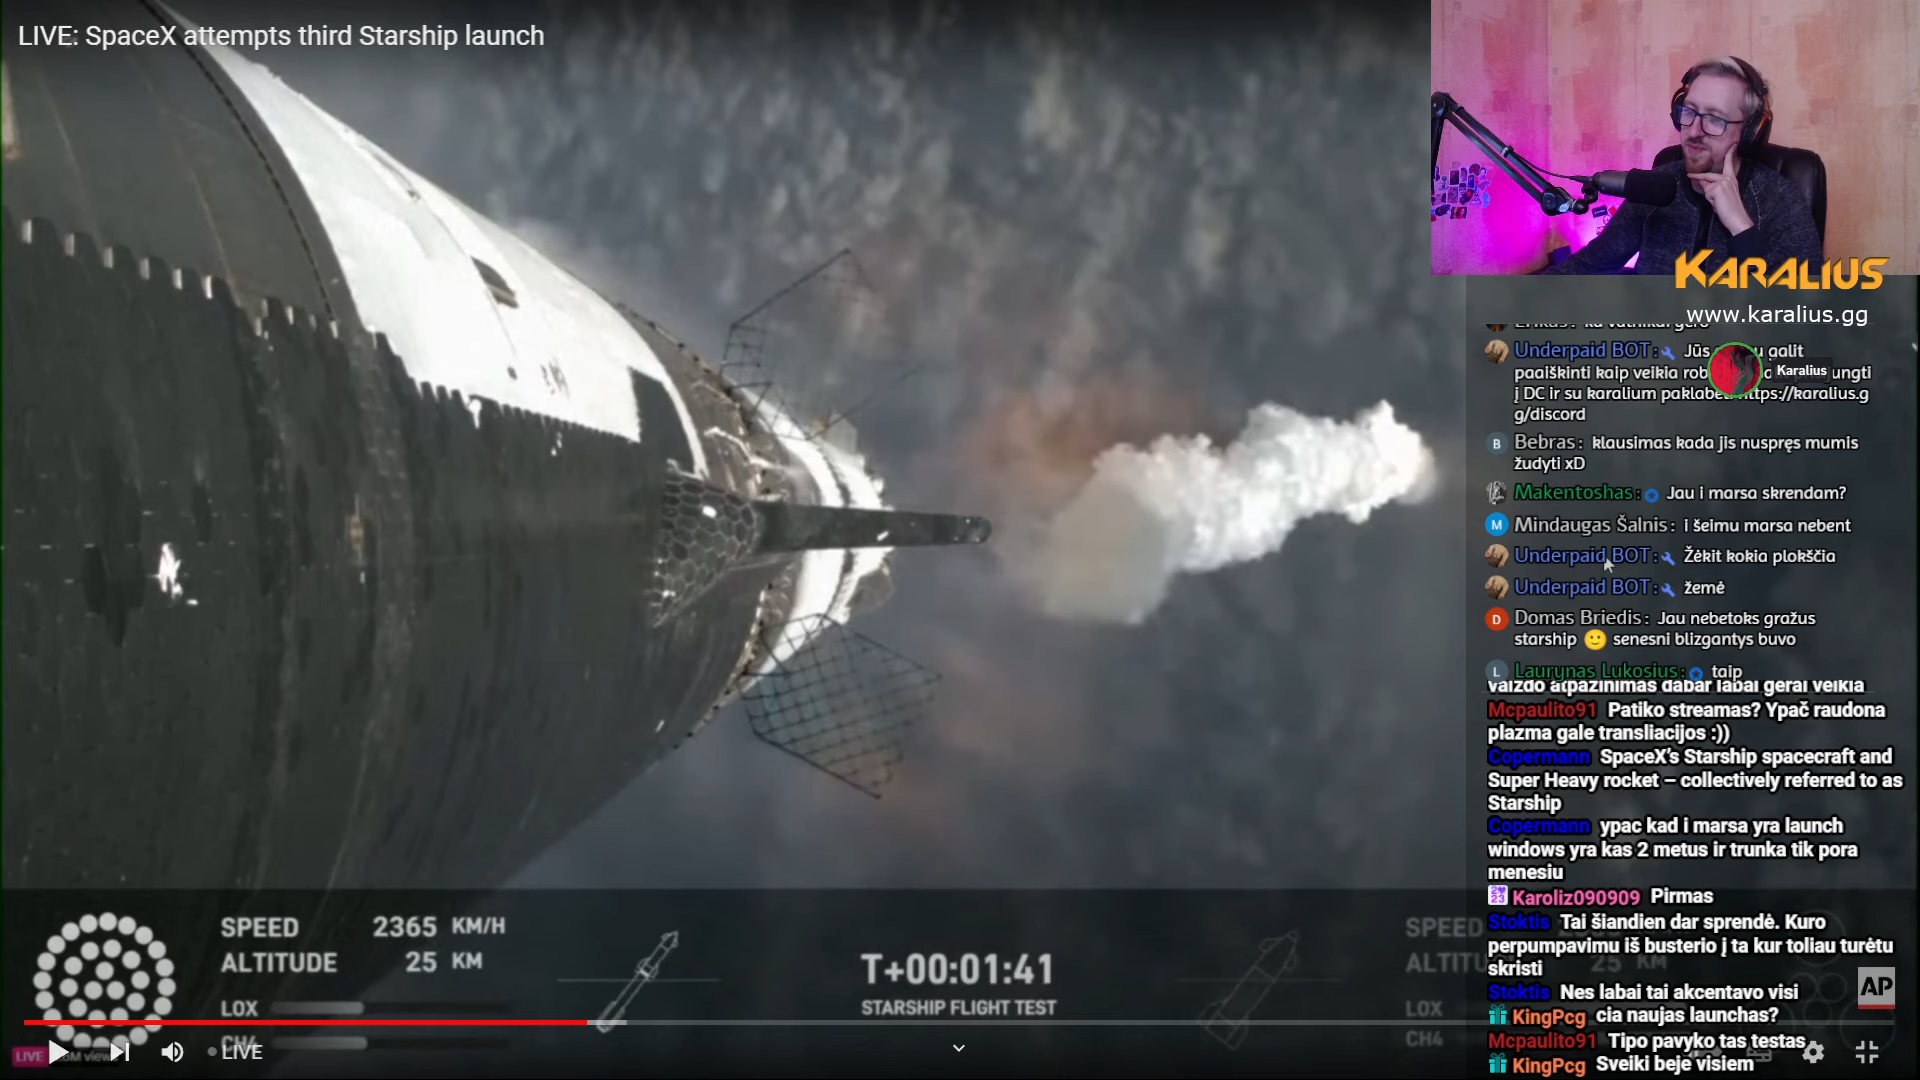 LIVE: SpaceX attempts third Starship launch
KARALIUS
www.karalius.gg
Underpaid BOT: Jūs galit
paaiškinti kaip veikia
Karalius
į DC ir su karalium
g/discord
B Bebras: klausimas kada jis nuspręs mumis
žudyti xD
Makentoshas: Jau i marsa skrendam?
M Mindaugas Šalnis: i šeimu marsa nebent
Underpaid BOT: Žėkit kokia plokščia
Underpaid BOT: žemė
D Domas Briedis: Jau nebetoks gražus
starship 🙂 senesni blizgantys buvo
L Laurynas Lukosius: taip
vaizdo atpazinimas dabar labai gerai veikia
Mcpaulito91 Patiko streamas? Ypač raudona
plazma gale transliacijos :))
Copermann SpaceX's Starship spacecraft and
Super Heavy rocket – collectively referred to as
Starship
Copermann ypac kad i marsa yra launch
windows yra kas 2 metus ir trunka tik pora
menesiu
Karoliz090909 Pirmas
Stoktis Tai šiandien dar sprendė. Kuro
perpumpavimu iš busterio į ta kur toliau turėtu
skristi
Stoktis Nes labai tai akcentavo visi
KingPcg cia naujas launchas?
Mcpaulito91 Tipo pavyko tas testas
KingPcg Sveiki beje visiem
SPEED 2365 KM/H
ALTITUDE 25 KM
LOX
CH4
T+00:01:41
STARSHIP FLIGHT TEST
SPEED
25 KM
LOX
CH4
AP
LIVE
LIVE